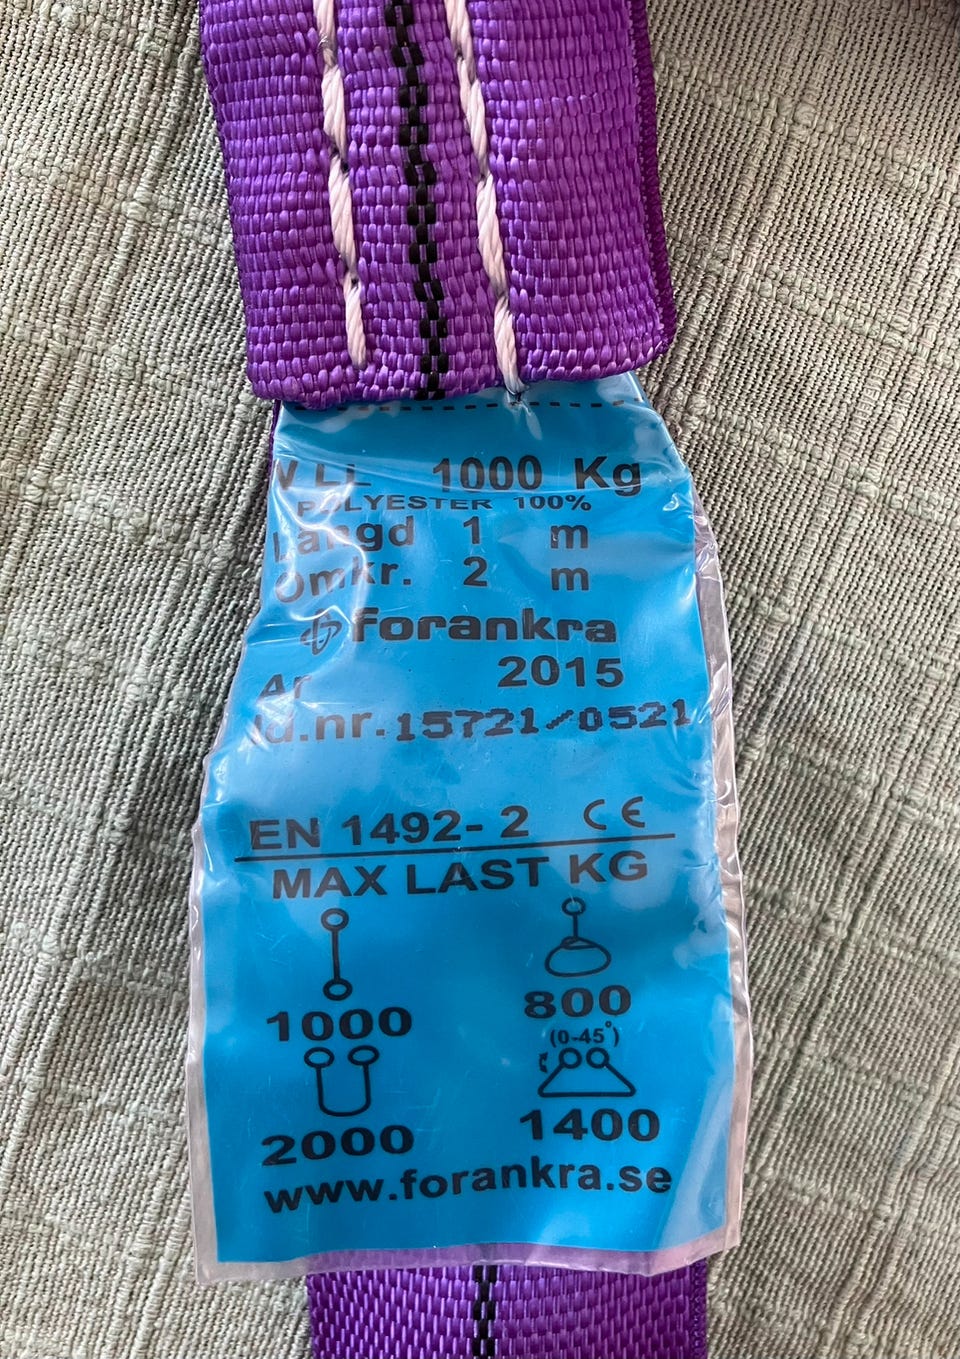 WLL 1000 Kg
POLYESTER 100%
Längd 1 m
Omkr. 2 m
forankra
År 2015
Id.nr. 15721/0521
EN 1492-2 CE
MAX LAST KG
1000 800
(0-45°)
2000 1400
www.forankra.se